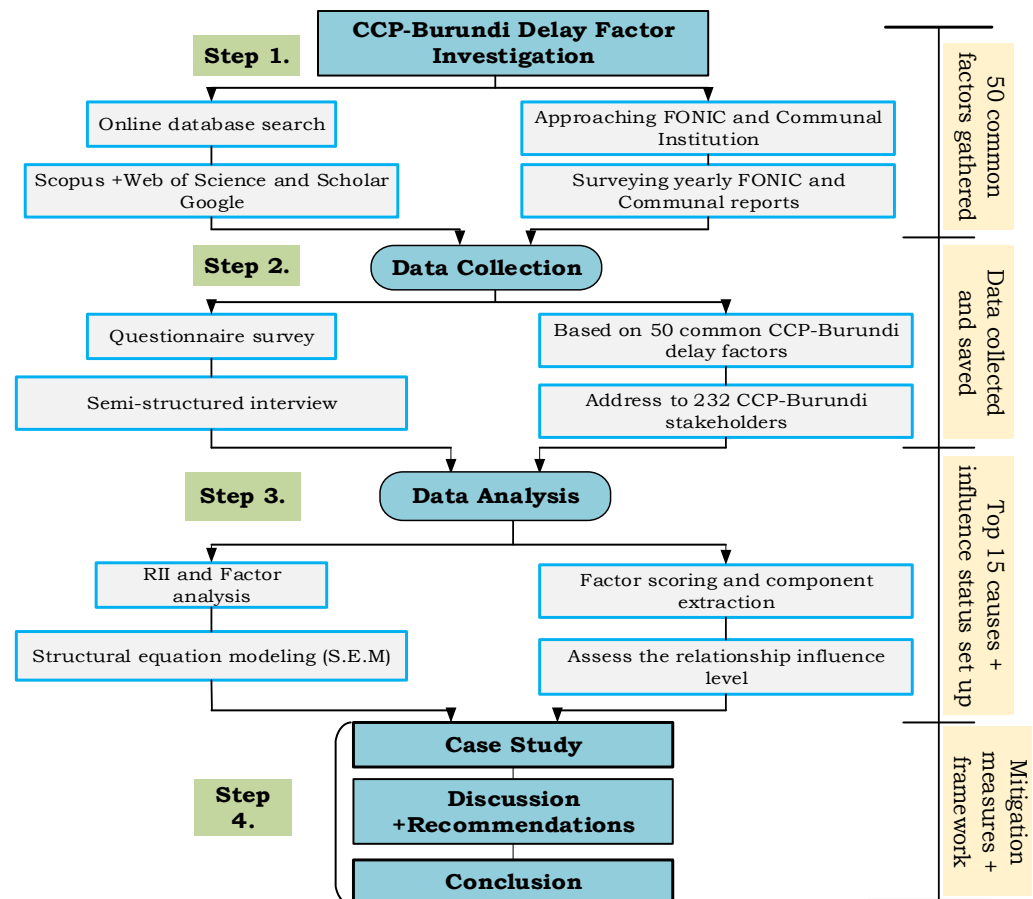 CCP-Burundi Delay Factor
Investigation
Step 1.
Online database search
Approaching FONIC and Communal
Institution
Scopus +Web of Science and Scholar
Google
Surveying yearly FONIC and
Communal reports
50 common
factors gathered
Step 2.
Data Collection
Questionnaire survey
Based on 50 common CCP-Burundi
delay factors
Semi-structured interview
Address to 232 CCP-Burundi
stakeholders
Data collected
and saved
Step 3.
Data Analysis
RII and Factor
analysis
Factor scoring and component
extraction
Structural equation modeling (S.E.M)
Assess the relationship influence
level
Top 15 causes +
influence status set up
Step
4.
Case Study
Discussion
+Recommendations
Conclusion
Mitigation
measures +
framework